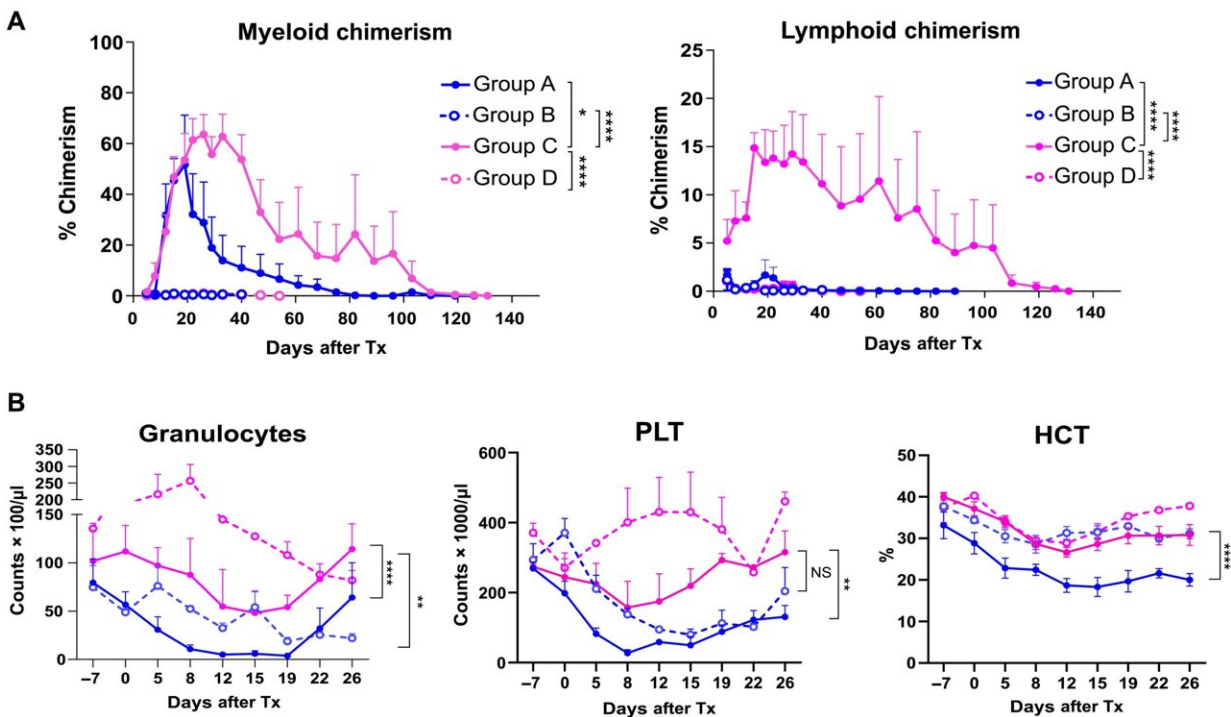 A
Myeloid chimerism
% Chimerism
100
80
60
40
20
0
0 20 40 60 80 100 120 140
Days after Tx
Group A
Group B
Group C
Group D
*
****
****
Lymphoid chimerism
% Chimerism
25
20
15
10
5
0
0 20 40 60 80 100 120 140
Days after Tx
Group A
Group B
Group C
Group D
****
****
****
B
Granulocytes
Counts × 100/µl
350
300
250
200
150
100
50
0
–7 0 5 8 12 15 19 22 26
Days after Tx
****
**
PLT
Counts × 1000/µl
600
400
200
0
–7 0 5 8 12 15 19 22 26
Days after Tx
NS
**
HCT
%
50
40
30
20
10
0
–7 0 5 8 12 15 19 22 26
Days after Tx
****